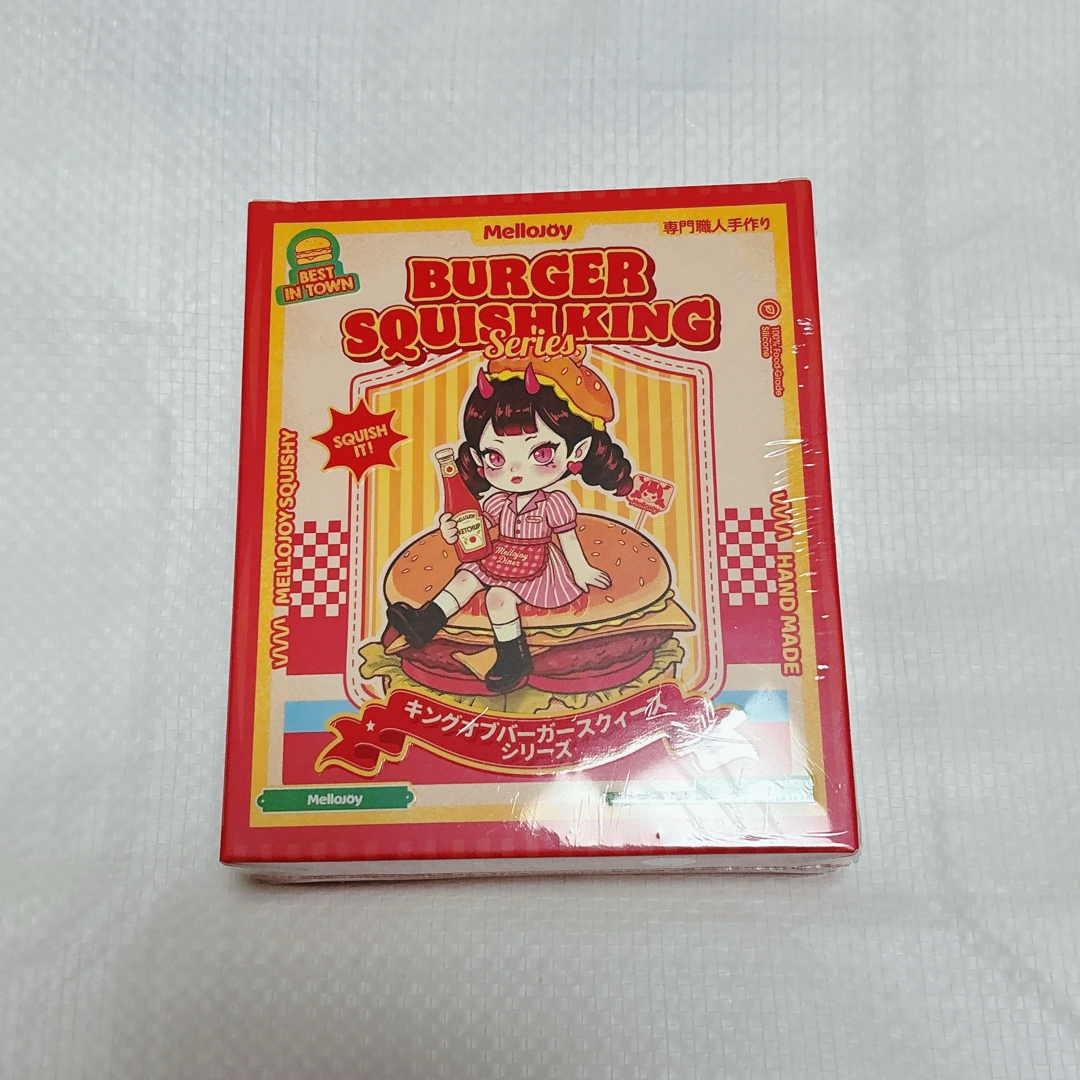 MelloJoy
専門職人手作り
BEST
IN TOWN
BURGER
SQUISH KING
Series
100% Food-Grade
Silicone
SQUISH
IT!
MELLOJOY SQUISHY
HAND MADE
KETCHUP
MelloJoy
Mellojoy
Diner
キングオブバーガースクィーズ
シリーズ
MelloJoy